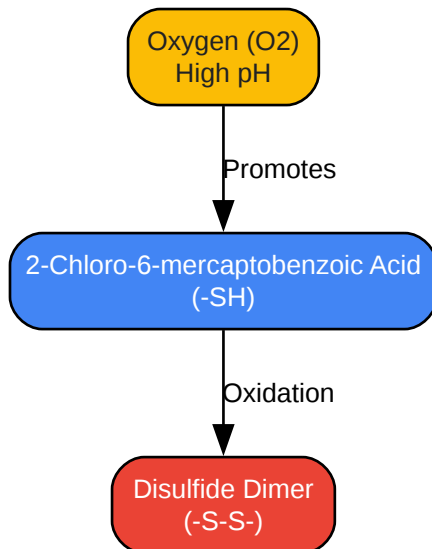 Oxygen (O2)
High pH
Promotes
2-Chloro-6-mercaptobenzoic Acid
(-SH)
Oxidation
Disulfide Dimer
(-S-S-)